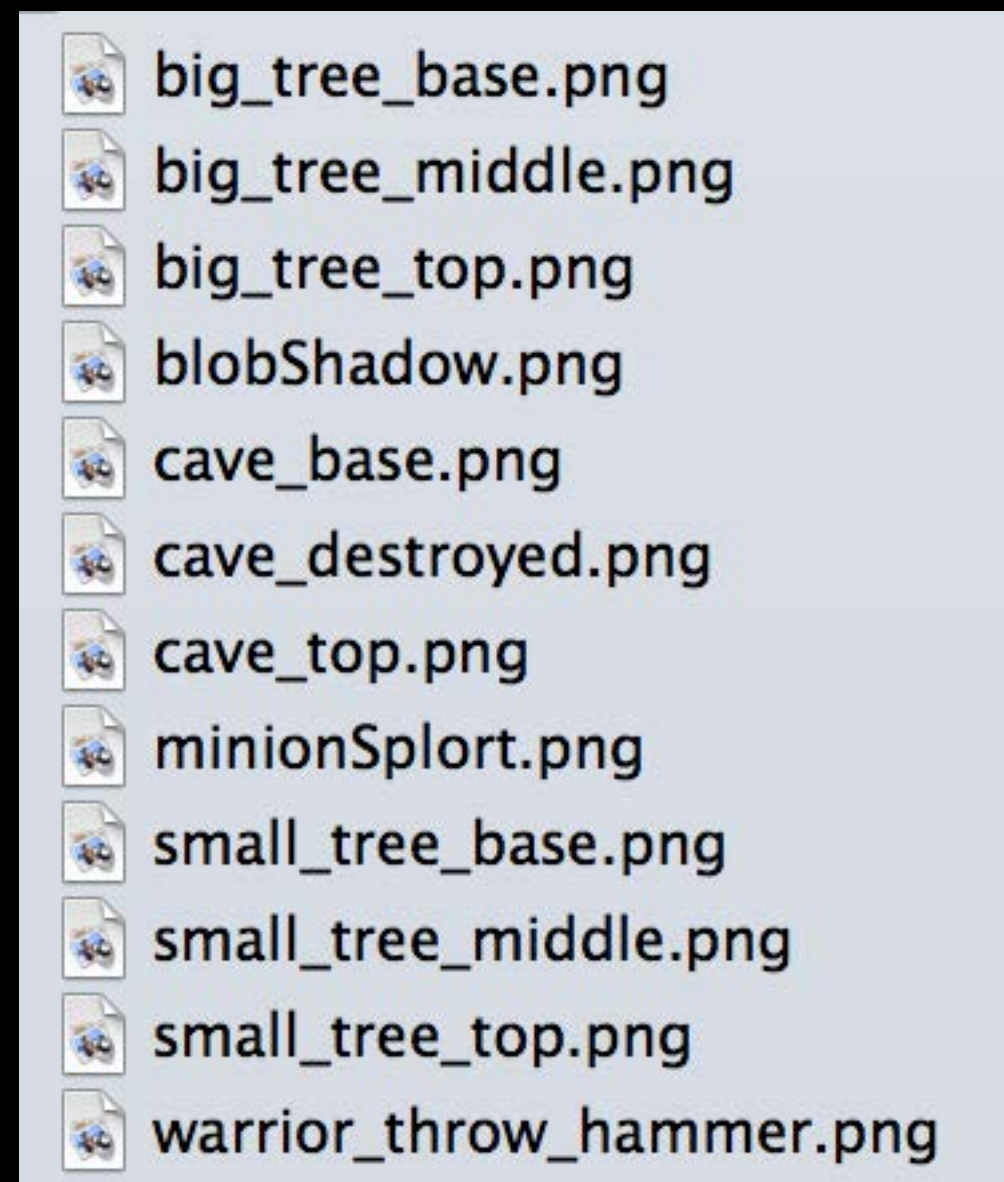 big_tree_base.png
big_tree_middle.png
big_tree_top.png
blobShadow.png
cave_base.png
cave_destroyed.png
cave_top.png
minionSplort.png
small_tree_base.png
small_tree_middle.png
small_tree_top.png
warrior_throw_hammer.png